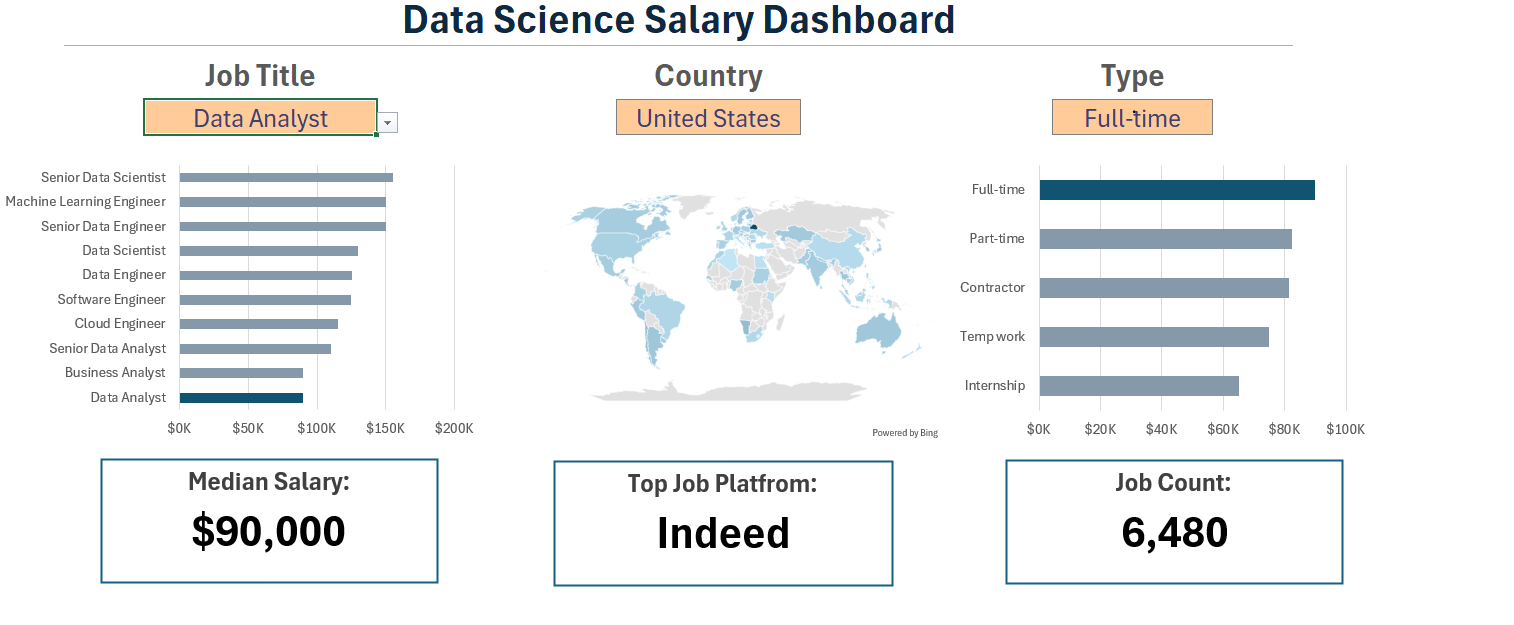 Data Science Salary Dashboard
Job Title
Data Analyst
Country
United States
Type
Full-time
Senior Data Scientist
Machine Learning Engineer
Senior Data Engineer
Data Scientist
Data Engineer
Software Engineer
Cloud Engineer
Senior Data Analyst
Business Analyst
Data Analyst
$0K $50K $100K $150K $200K
Powered by Bing
Full-time
Part-time
Contractor
Temp work
Internship
$0K $20K $40K $60K $80K $100K
Median Salary:
$90,000
Top Job Platfrom:
Indeed
Job Count:
6,480